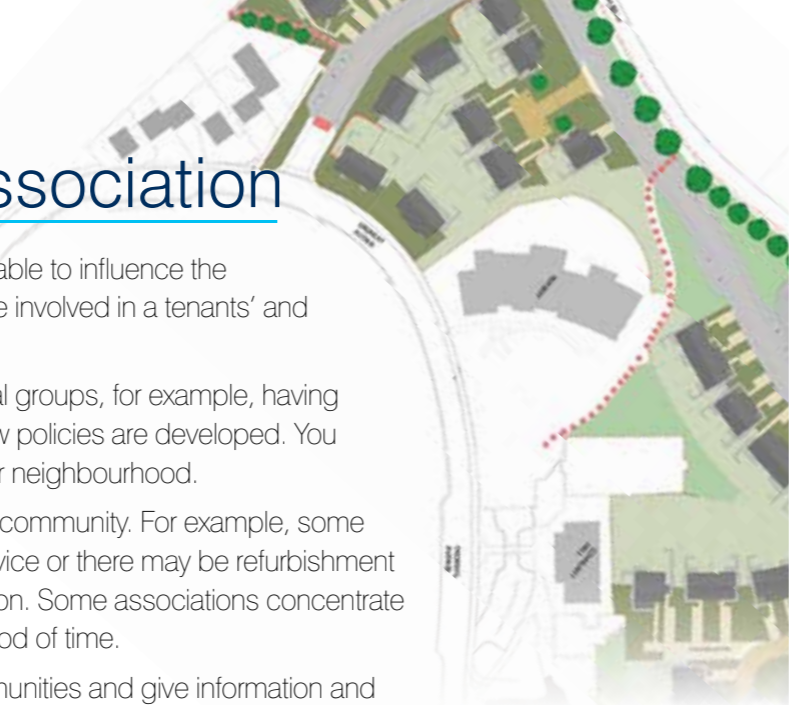 ssociation
able to influence the
e involved in a tenants’ and
al groups, for example, having
w policies are developed. You
r neighbourhood.
community. For example, some
vice or there may be refurbishment
on. Some associations concentrate
od of time.
munities and give information and